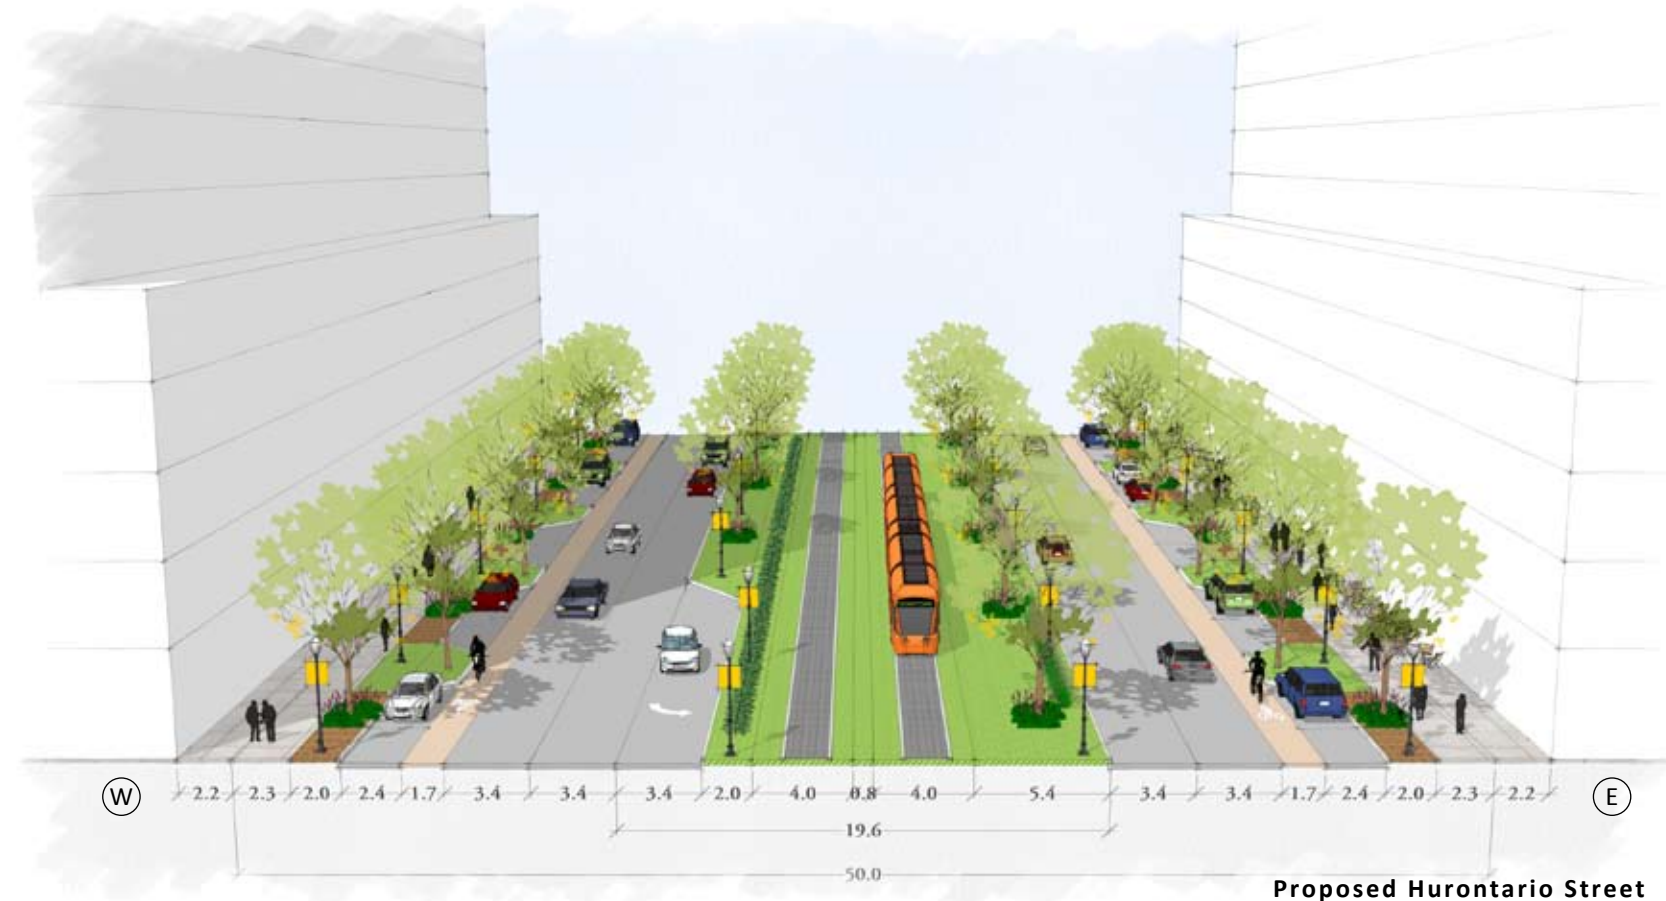 W 2.2 2.3 2.0 2.4 1.7 3.4 3.4 3.4 2.0 4.0 0.8 4.0 5.4 3.4 3.4 1.7 2.4 2.0 2.3 2.2 E
19.6
50.0
Proposed Hurontario Street